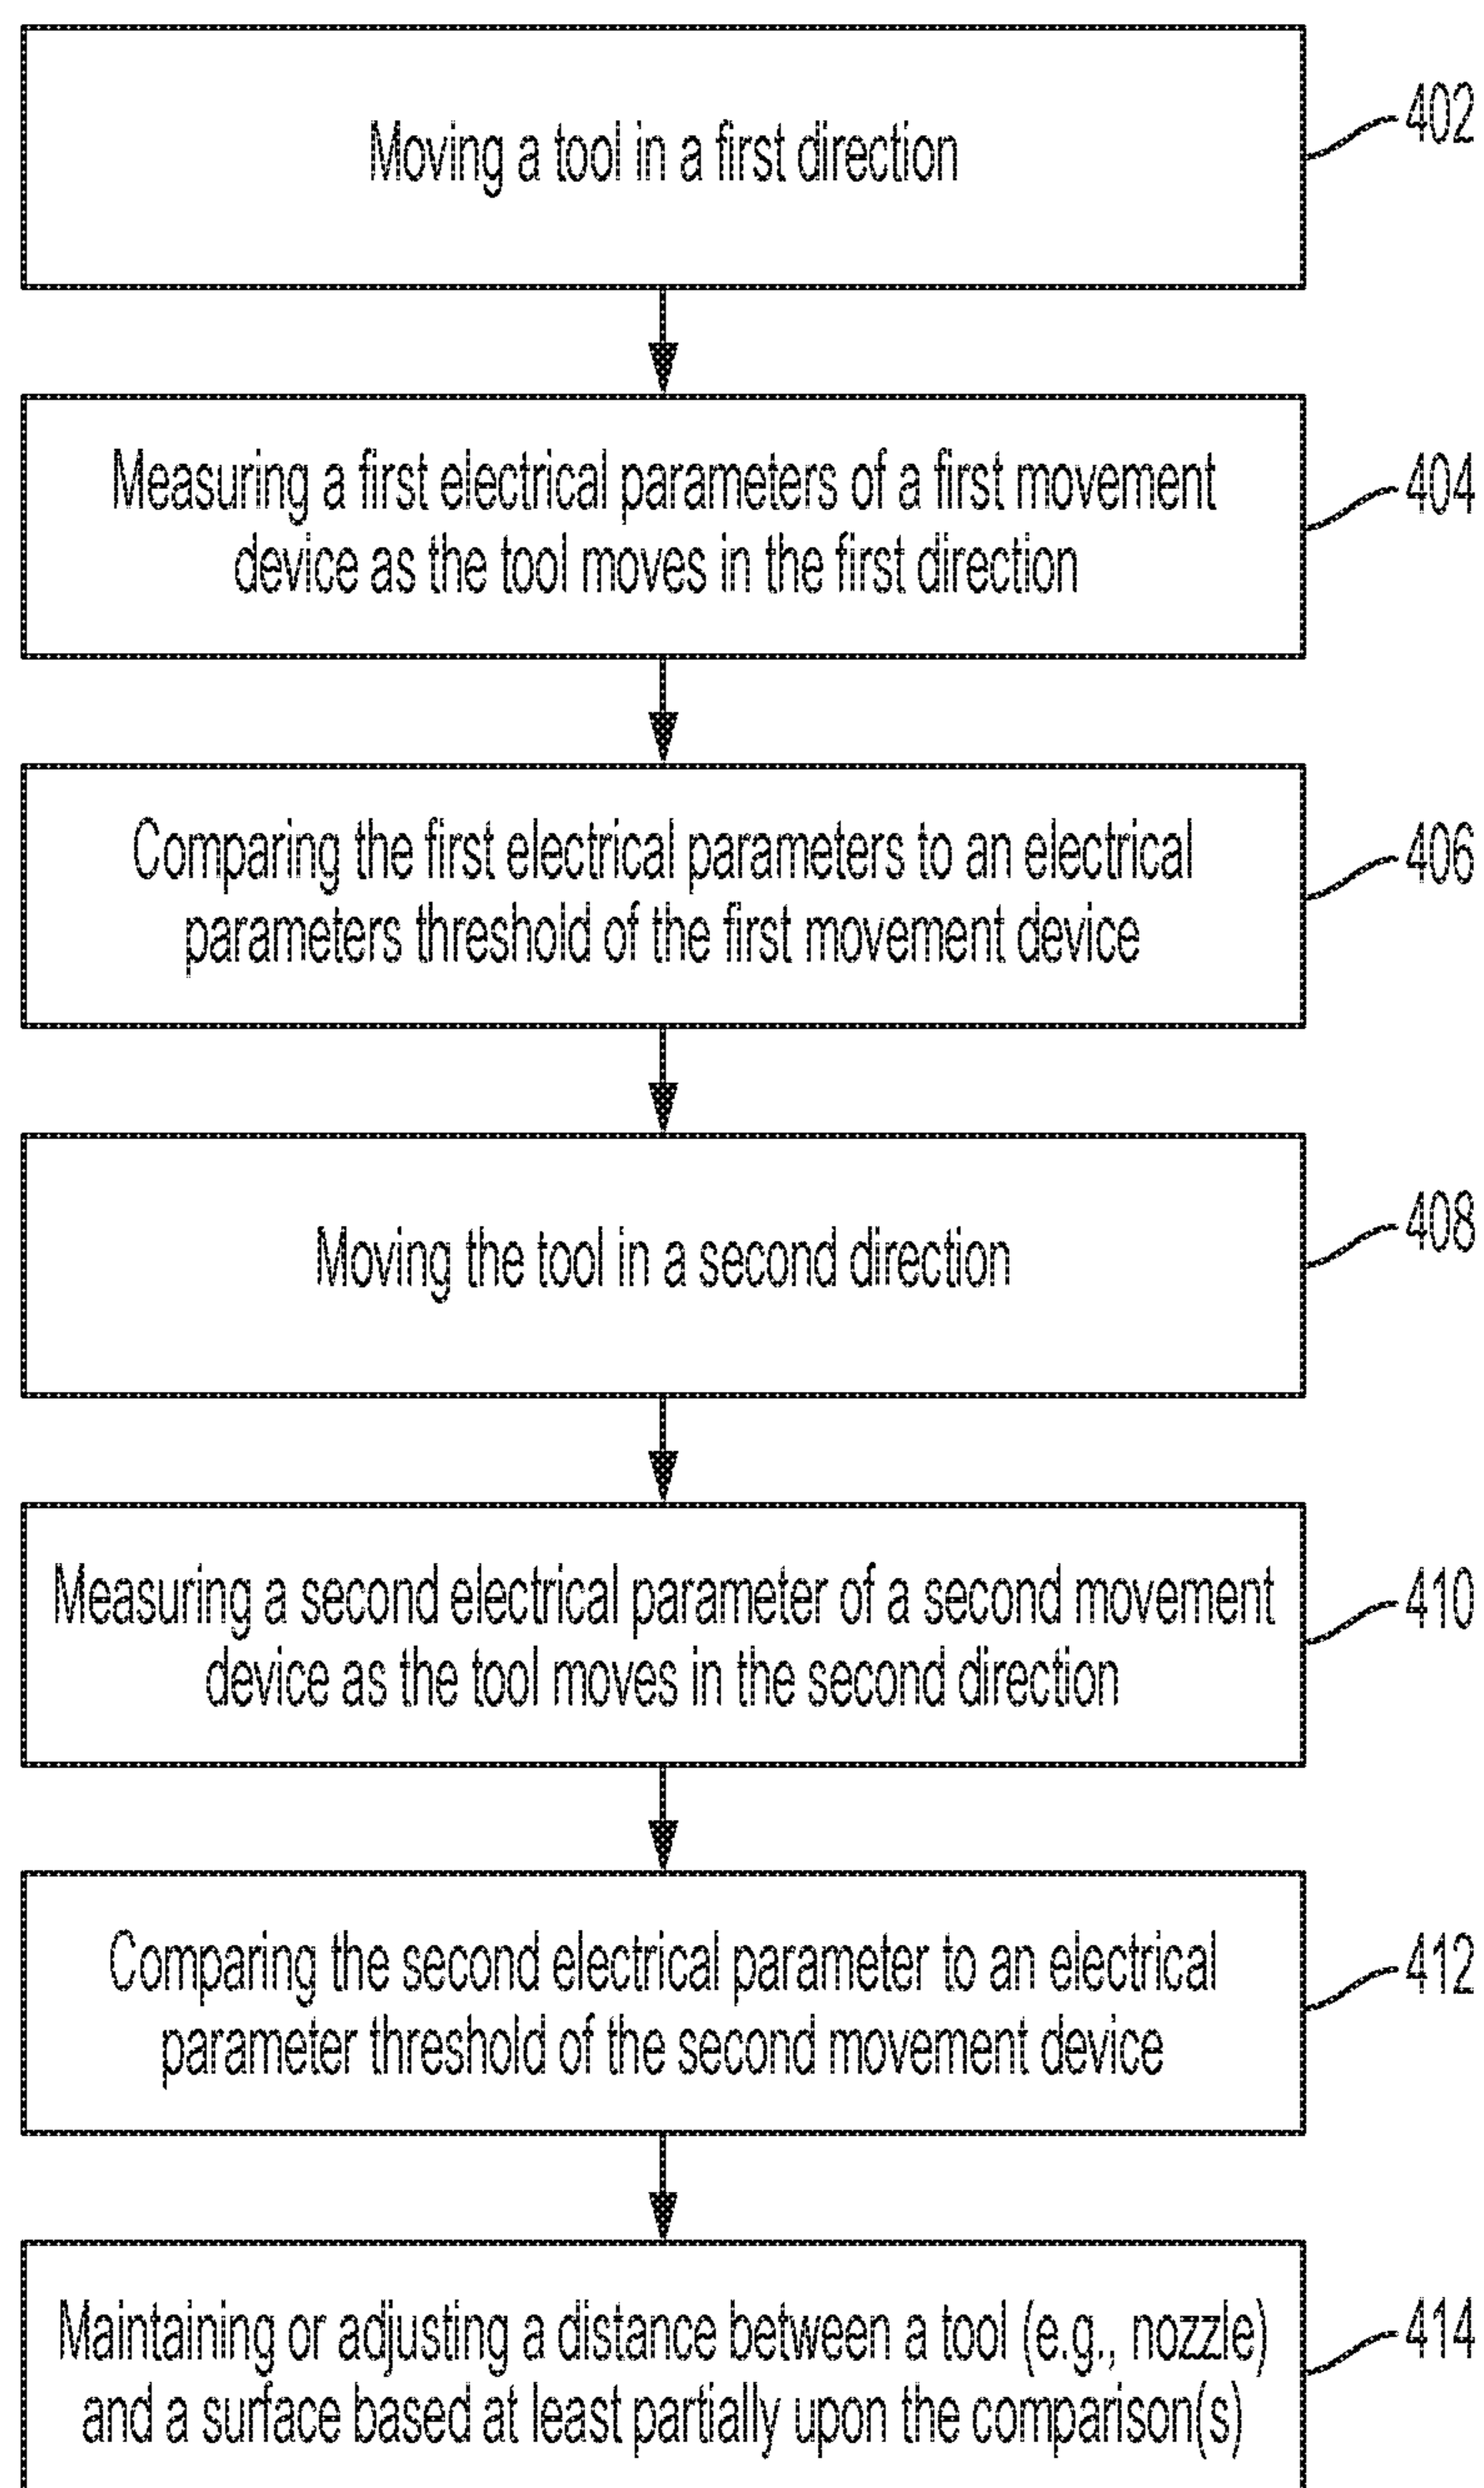 Moving a tool in a first direction
402
Measuring a first electrical parameters of a first movement
device as the tool moves in the first direction
404
Comparing the first electrical parameters to an electrical
parameters threshold of the first movement device
406
Moving the tool in a second direction
408
Measuring a second electrical parameter of a second movement
device as the tool moves in the second direction
410
Comparing the second electrical parameter to an electrical
parameter threshold of the second movement device
412
Maintaining or adjusting a distance between a tool (e.g., nozzle)
and a surface based at least partially upon the comparison(s)
414